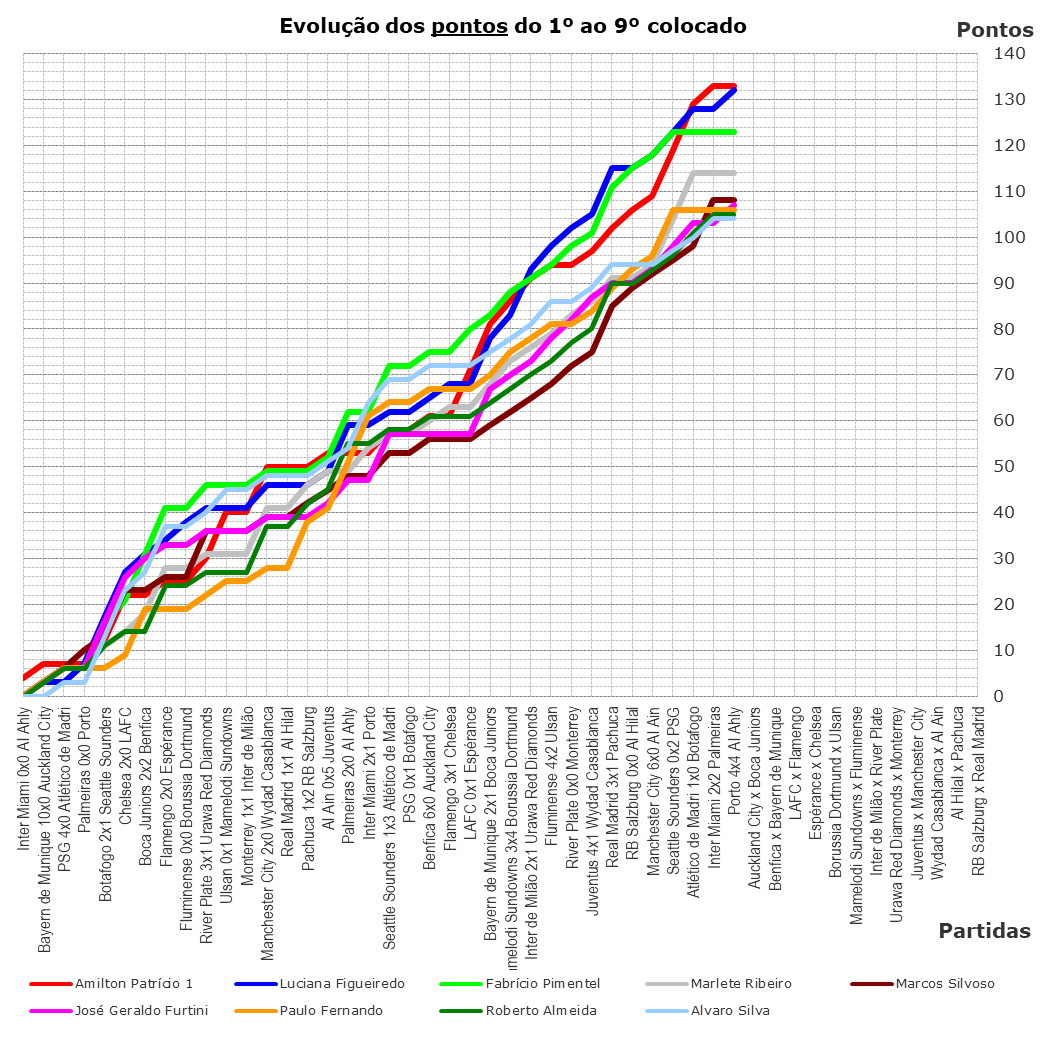 Evolução dos pontos do 1º ao 9º colocado
Pontos
140
130
120
110
100
90
80
70
60
50
40
30
20
10
0
Inter Miami 0x0 Al Ahly
Bayern de Munique 10x0 Auckland City
PSG 4x0 Atlético de Madri
Palmeiras 0x0 Porto
Botafogo 2x1 Seattle Sounders
Chelsea 2x0 LAFC
Boca Juniors 2x2 Benfica
Flamengo 2x0 Espérance
Fluminense 0x0 Borussia Dortmund
River Plate 3x1 Urawa Red Diamonds
Ulsan 0x1 Mamelodi Sundowns
Monterrey 1x1 Inter de Milão
Manchester City 2x0 Wydad Casablanca
Real Madrid 1x1 Al Hilal
Pachuca 1x2 RB Salzburg
Al Ain 0x5 Juventus
Palmeiras 2x0 Al Ahly
Inter Miami 2x1 Porto
Seattle Sounders 1x3 Atlético de Madri
PSG 0x1 Botafogo
Benfica 6x0 Auckland City
Flamengo 3x1 Chelsea
LAFC 0x1 Espérance
Bayern de Munique 2x1 Boca Juniors
melodi Sundowns 3x4 Borussia Dortmund
Inter de Milão 2x1 Urawa Red Diamonds
Fluminense 4x2 Ulsan
River Plate 0x0 Monterrey
Juventus 4x1 Wydad Casablanca
Real Madrid 3x1 Pachuca
RB Salzburg 0x0 Al Hilal
Manchester City 6x0 Al Ain
Seattle Sounders 0x2 PSG
Atlético de Madri 1x0 Botafogo
Inter Miami 2x2 Palmeiras
Porto 4x4 Al Ahly
Auckland City x Boca Juniors
Benfica x Bayern de Munique
LAFC x Flamengo
Espérance x Chelsea
Borussia Dortmund x Ulsan
Mamelodi Sundowns x Fluminense
Inter de Milão x River Plate
Urawa Red Diamonds x Monterrey
Juventus x Manchester City
Wydad Casablanca x Al Ain
Al Hilal x Pachuca
RB Salzburg x Real Madrid
Partidas
Amilton Patrício 1
Luciana Figueiredo
Fabrício Pimentel
Marlete Ribeiro
Marcos Silvoso
José Geraldo Furtini
Paulo Fernando
Roberto Almeida
Alvaro Silva